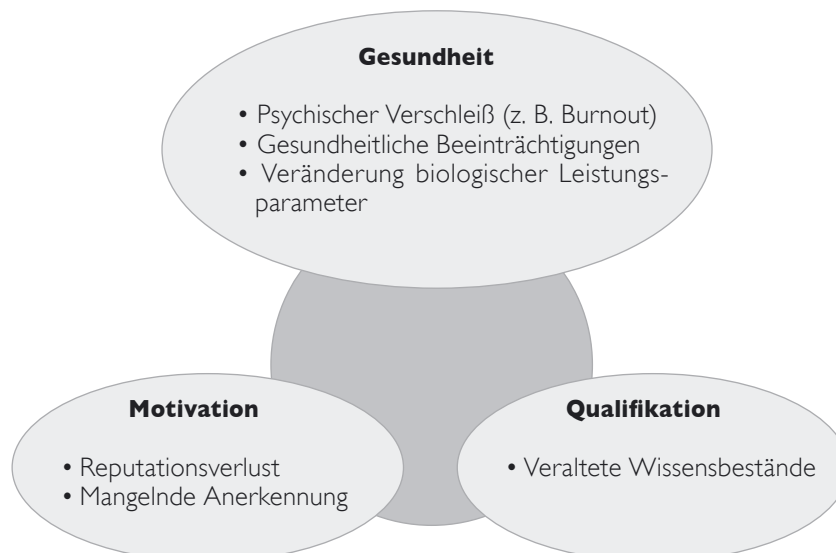 Gesundheit
• Psychischer Verschleiß (z. B. Burnout)
• Gesundheitliche Beeinträchtigungen
• Veränderung biologischer Leistungs-
parameter
Motivation
• Reputationsverlust
• Mangelnde Anerkennung
Qualifikation
• Veraltete Wissensbestände